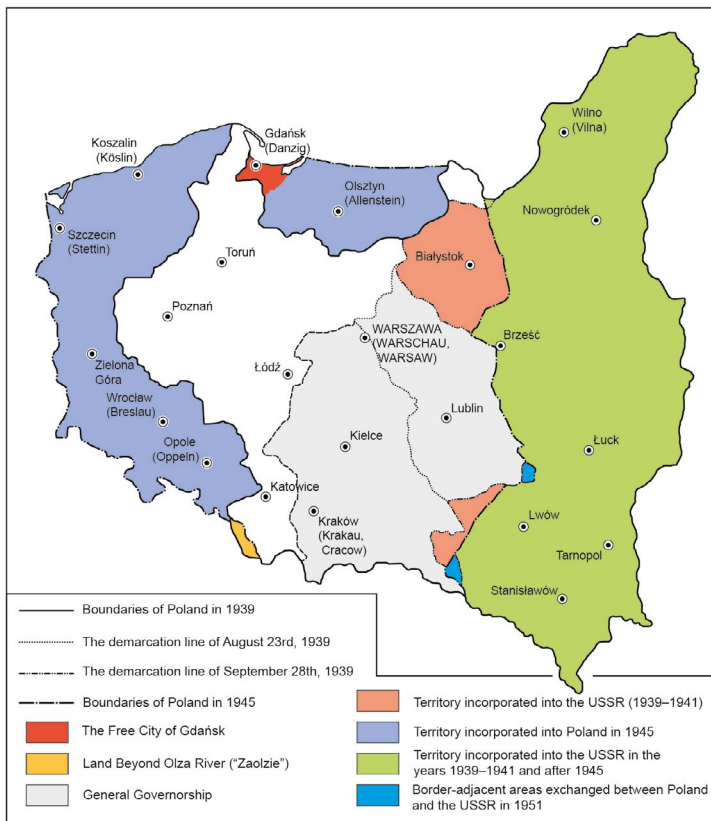 Wilno
(Vilna)
Gdańsk
(Danzig)
Koszalin
(Köslin)
Olsztyn
(Allenstein)
Nowogródek
Szczecin
(Stettin)
Toruń
Białystok
Poznań
WARSZAWA
(WARSCHAU,
WARSAW)
Brześć
Zielona
Góra
Łódź
Wrocław
(Breslau)
Lublin
Opole
(Oppeln)
Kielce
Łuck
Katowice
Kraków
(Krakau,
Cracow)
Lwów
Tarnopol
Stanisławów
Boundaries of Poland in 1939
The demarcation line of August 23rd, 1939
The demarcation line of September 28th, 1939
Boundaries of Poland in 1945
The Free City of Gdańsk
Land Beyond Olza River (“Zaolzie”)
General Governorship
Territory incorporated into the USSR (1939–1941)
Territory incorporated into Poland in 1945
Territory incorporated into the USSR in the
years 1939–1941 and after 1945
Border-adjacent areas exchanged between Poland
and the USSR in 1951